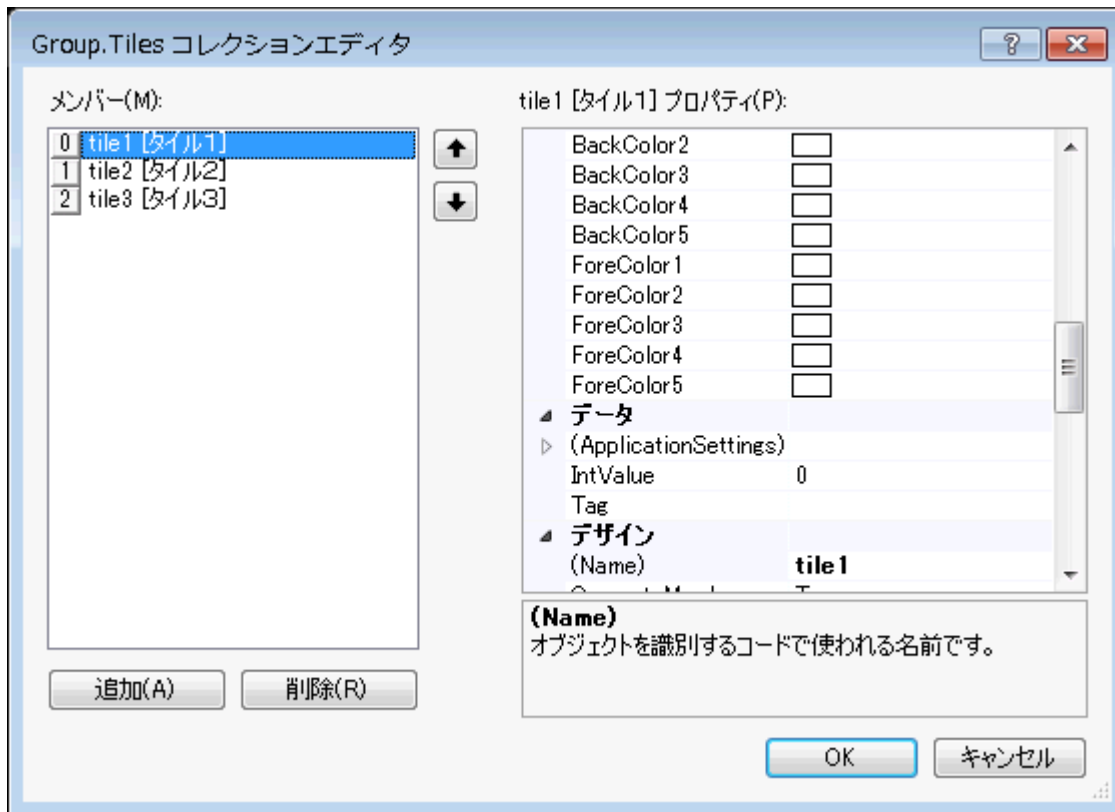 Group.Tiles コレクションエディタ
メンバー(M):
0 tile1 [タイル1]
1 tile2 [タイル2]
2 tile3 [タイル3]
追加(A)
削除(R)
tile1 [タイル1] プロパティ(P):
BackColor2
BackColor3
BackColor4
BackColor5
ForeColor1
ForeColor2
ForeColor3
ForeColor4
ForeColor5
データ
(ApplicationSettings)
IntValue 0
Tag
デザイン
(Name) tile1
(Name)
オブジェクトを識別するコードで使われる名前です。
OK
キャンセル